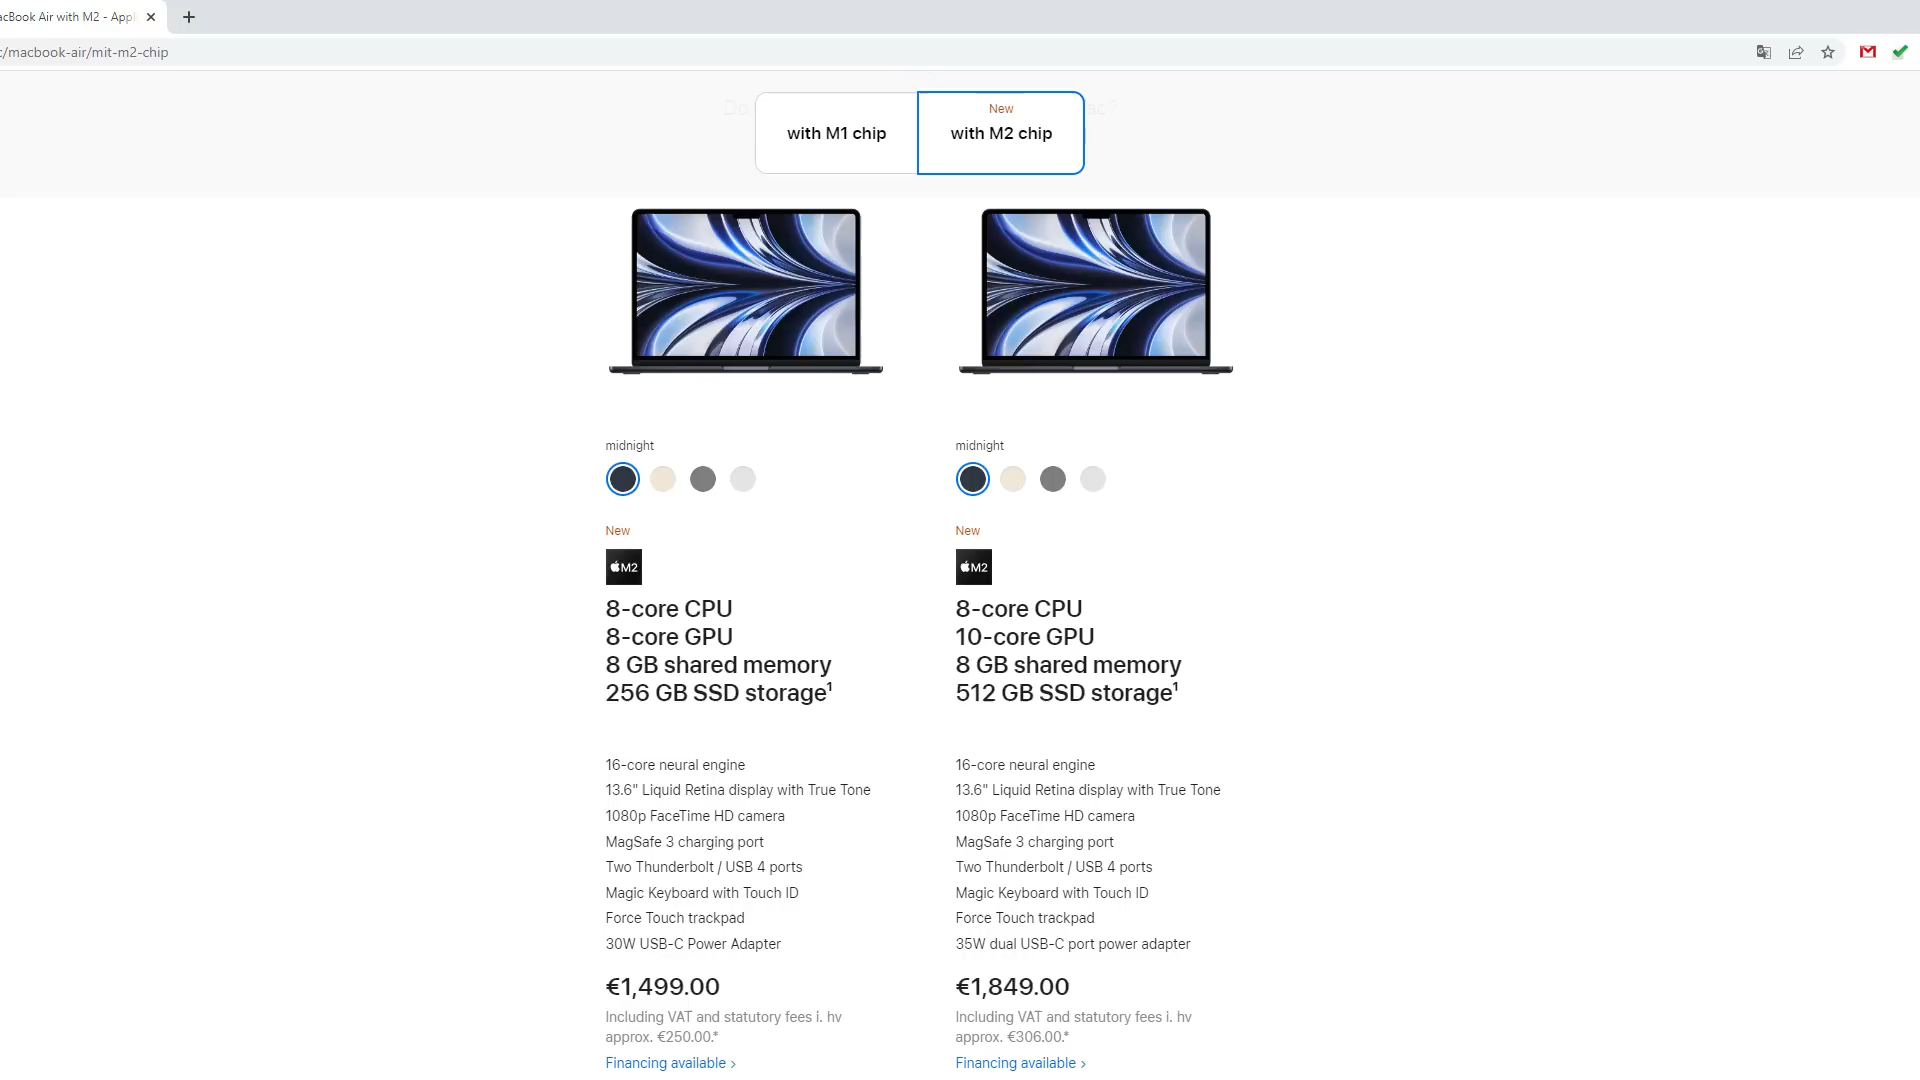 acBook Air with M2 - Appl
/macbook-air/mit-m2-chip
Do
ac?
New
with M1 chip
with M2 chip
midnight
midnight
New
New
M2
M2
8-core CPU
8-core GPU
8 GB shared memory
256 GB SSD storage¹
8-core CPU
10-core GPU
8 GB shared memory
512 GB SSD storage¹
16-core neural engine
13.6" Liquid Retina display with True Tone
1080p FaceTime HD camera
MagSafe 3 charging port
Two Thunderbolt / USB 4 ports
Magic Keyboard with Touch ID
Force Touch trackpad
30W USB-C Power Adapter
16-core neural engine
13.6" Liquid Retina display with True Tone
1080p FaceTime HD camera
MagSafe 3 charging port
Two Thunderbolt / USB 4 ports
Magic Keyboard with Touch ID
Force Touch trackpad
35W dual USB-C port power adapter
€1,499.00
Including VAT and statutory fees i. hv
approx. €250.00.*
Financing available ›
€1,849.00
Including VAT and statutory fees i. hv
approx. €306.00.*
Financing available ›